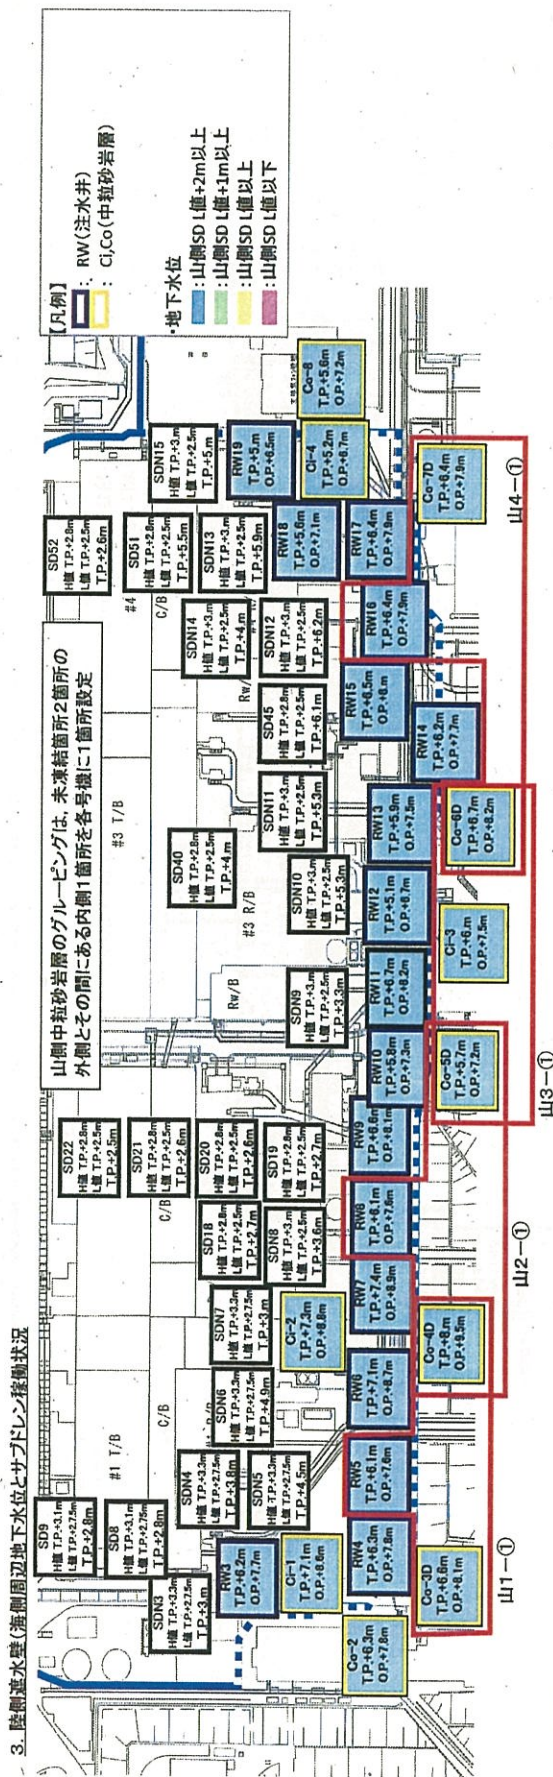 3. 陸側遮水壁(海側周辺地下水位とサブドレン稼働状況
山側中粒砂岩層のグルーピングは、未凍結箇所2箇所の
外側とその間にある内側1箇所を各号機に1箇所設定
【凡例】
: RW(注水井)
: Ci,Co(中粒砂岩層)
・地下水位
:山側SD L値+2m以上
:山側SD L値+1m以上
:山側SD L値以上
:山側SD L値以下
SD9
H値 T.P.+3.1m
L値 T.P.+2.75m
T.P.+2.8m
SD8
H値 T.P.+3.1m
L値 T.P.+2.75m
T.P.+2.8m
SDN3
H値 T.P.+3.3m
L値 T.P.+2.75m
T.P.+3.m
#1 T/B
C/B
SDN4
H値 T.P.+3.3m
L値 T.P.+2.75m
T.P.+3.8m
SDN5
H値 T.P.+3.3m
L値 T.P.+2.75m
T.P.+4.5m
SDN6
H値 T.P.+3.3m
L値 T.P.+2.75m
T.P.+4.9m
SDN7
H値 T.P.+3.3m
L値 T.P.+2.75m
T.P.+3.m
SD22
H値 T.P.+2.8m
L値 T.P.+2.5m
T.P.+2.5m
SD21
H値 T.P.+2.8m
L値 T.P.+2.5m
T.P.+2.6m
C/B
SD20
H値 T.P.+2.8m
L値 T.P.+2.5m
T.P.+2.6m
SD18
H値 T.P.+2.8m
L値 T.P.+2.5m
T.P.+2.7m
SD19
H値 T.P.+2.8m
L値 T.P.+2.5m
T.P.+2.7m
SDN8
H値 T.P.+3.m
L値 T.P.+2.5m
T.P.+3.6m
Rw/B
SDN9
H値 T.P.+3.m
L値 T.P.+2.5m
T.P.+3.3m
#3 T/B
#3 R/B
SD40
H値 T.P.+2.8m
L値 T.P.+2.5m
T.P.+4.m
SDN10
H値 T.P.+3.m
L値 T.P.+2.5m
T.P.+5.3m
SDN11
H値 T.P.+3.m
L値 T.P.+2.5m
T.P.+5.3m
SD45
H値 T.P.+2.8m
L値 T.P.+2.5m
T.P.+6.1m
Rw/
SDN14
H値 T.P.+3.m
L値 T.P.+2.5m
T.P.+4.m
SDN12
H値 T.P.+3.m
L値 T.P.+2.5m
T.P.+6.2m
SD52
H値 T.P.+2.8m
L値 T.P.+2.5m
T.P.+2.6m
#4
C/B
SD51
H値 T.P.+2.8m
L値 T.P.+2.5m
T.P.+5.5m
SDN13
H値 T.P.+3.m
L値 T.P.+2.5m
T.P.+5.9m
SDN15
H値 T.P.+3.m
L値 T.P.+2.5m
T.P.+5.m
Co-2
T.P.+6.3m
O.P.+7.8m
RW3
T.P.+6.2m
O.P.+7.7m
Ci-1
T.P.+7.1m
O.P.+8.6m
RW4
T.P.+6.3m
O.P.+7.8m
Co-3D
T.P.+6.6m
O.P.+8.1m
RW5
T.P.+6.1m
O.P.+7.6m
RW6
T.P.+7.1m
O.P.+8.7m
Ci-2
T.P.+7.3m
O.P.+8.8m
RW7
T.P.+7.4m
O.P.+8.9m
Co-4D
T.P.+8.m
O.P.+9.5m
RW8
T.P.+6.1m
O.P.+7.6m
RW9
T.P.+6.6m
O.P.+8.1m
RW10
T.P.+5.8m
O.P.+7.3m
Co-5D
T.P.+5.7m
O.P.+7.2m
RW11
T.P.+6.7m
O.P.+8.2m
Ci-3
T.P.+6.m
O.P.+7.5m
RW12
T.P.+5.1m
O.P.+6.7m
RW13
T.P.+5.9m
O.P.+7.5m
Co-6D
T.P.+6.7m
O.P.+8.2m
RW14
T.P.+6.2m
O.P.+7.7m
RW15
T.P.+6.5m
O.P.+8.m
RW16
T.P.+6.4m
O.P.+7.9m
RW17
T.P.+6.4m
O.P.+7.9m
Co-7D
T.P.+6.4m
O.P.+7.9m
RW18
T.P.+5.6m
O.P.+7.1m
RW19
T.P.+5.m
O.P.+6.5m
Ci-4
T.P.+5.2m
O.P.+6.7m
Co-8
T.P.+5.6m
O.P.+7.2m
山1-①
山2-①
山3-①
山4-①